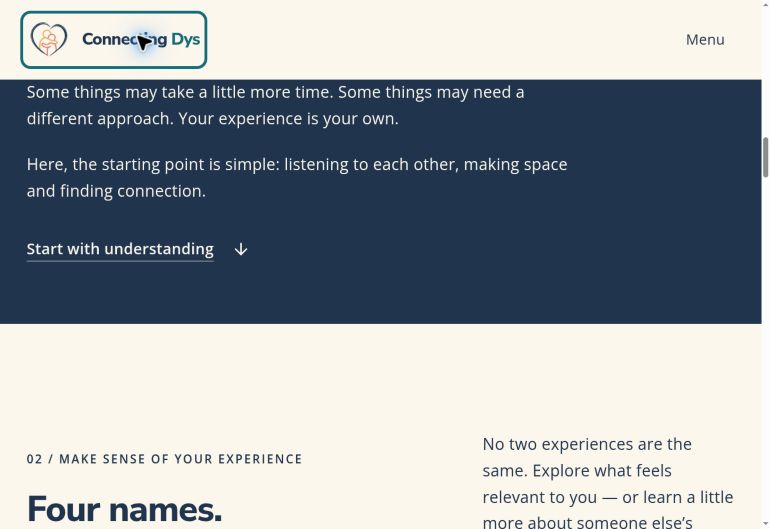 Connecting Dys
Menu
Some things may take a little more time. Some things may need a
different approach. Your experience is your own.
Here, the starting point is simple: listening to each other, making space
and finding connection.
Start with understanding
02 / MAKE SENSE OF YOUR EXPERIENCE
Four names.
No two experiences are the
same. Explore what feels
relevant to you — or learn a little
more about someone else’s